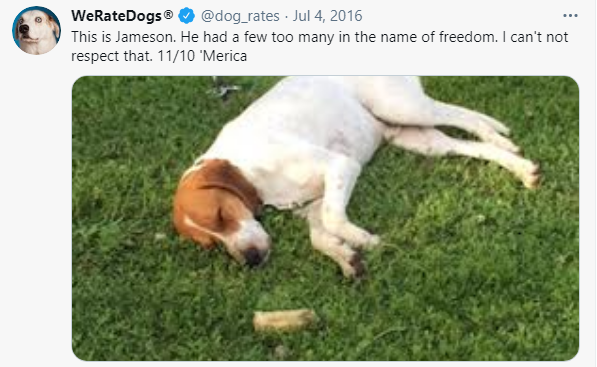 WeRateDogs® @dog_rates · Jul 4, 2016
This is Jameson. He had a few too many in the name of freedom. I can't not
respect that. 11/10 'Merica